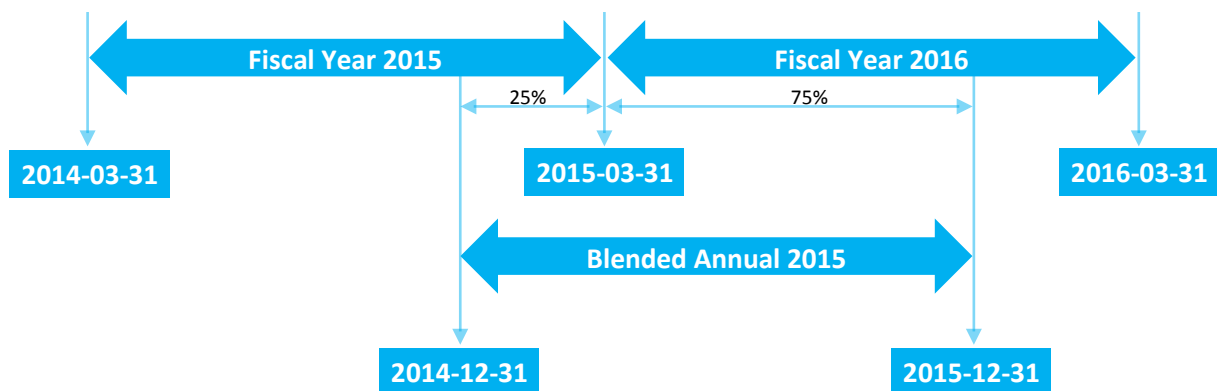 Fiscal Year 2015
Fiscal Year 2016
25%
75%
2014-03-31
2015-03-31
2016-03-31
Blended Annual 2015
2014-12-31
2015-12-31